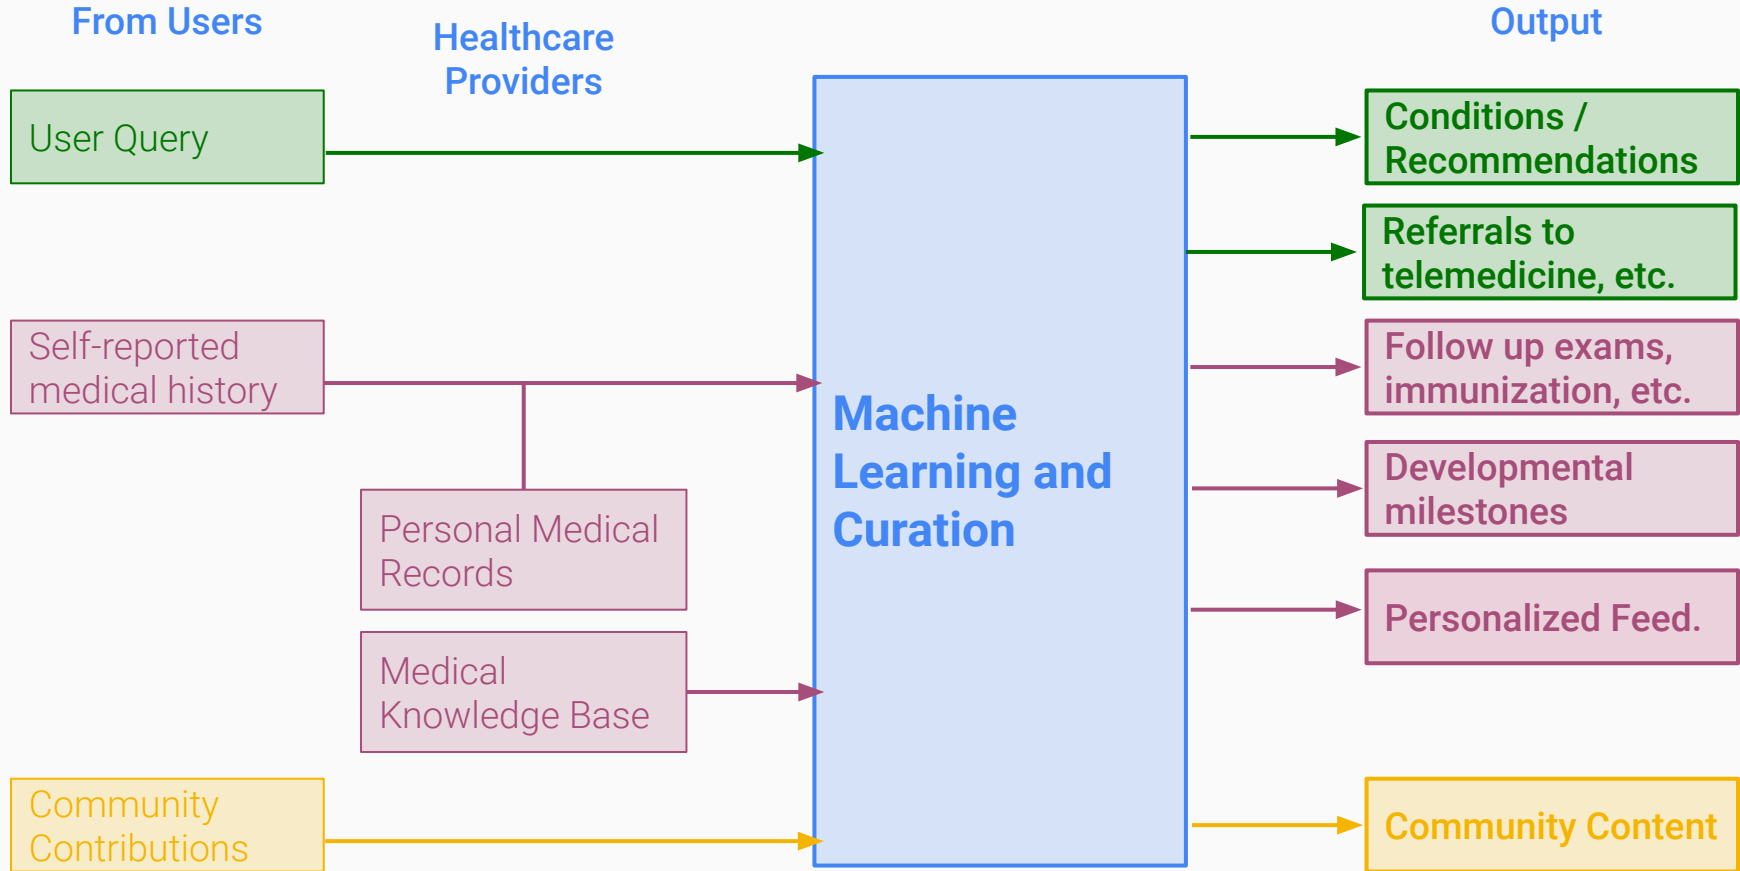 From Users
Healthcare
Providers
Output
User Query
Conditions /
Recommendations
Referrals to
telemedicine, etc.
Self-reported
medical history
Follow up exams,
immunization, etc.
Machine
Learning and
Curation
Developmental
milestones
Personal Medical
Records
Personalized Feed.
Medical
Knowledge Base
Community
Contributions
Community Content